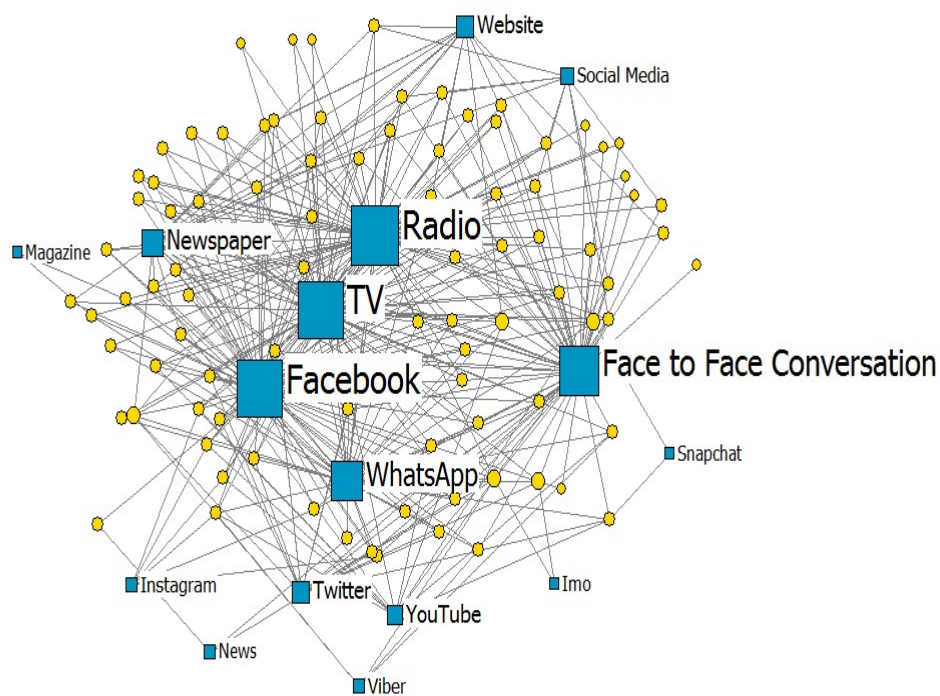 Website
Social Media
Radio
Newspaper
Magazine
TV
Facebook
Face to Face Conversation
Snapchat
WhatsApp
Instagram
Twitter
Imo
YouTube
News
Viber